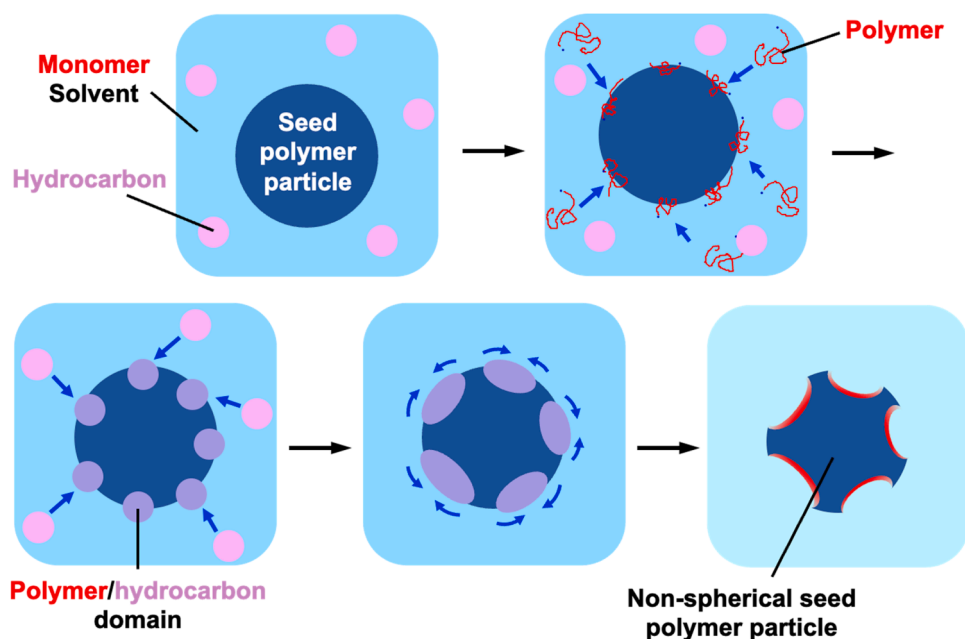 Monomer
Solvent
Seed
polymer
particle
Hydrocarbon
Polymer
Polymer/hydrocarbon
domain
Non-spherical seed
polymer particle